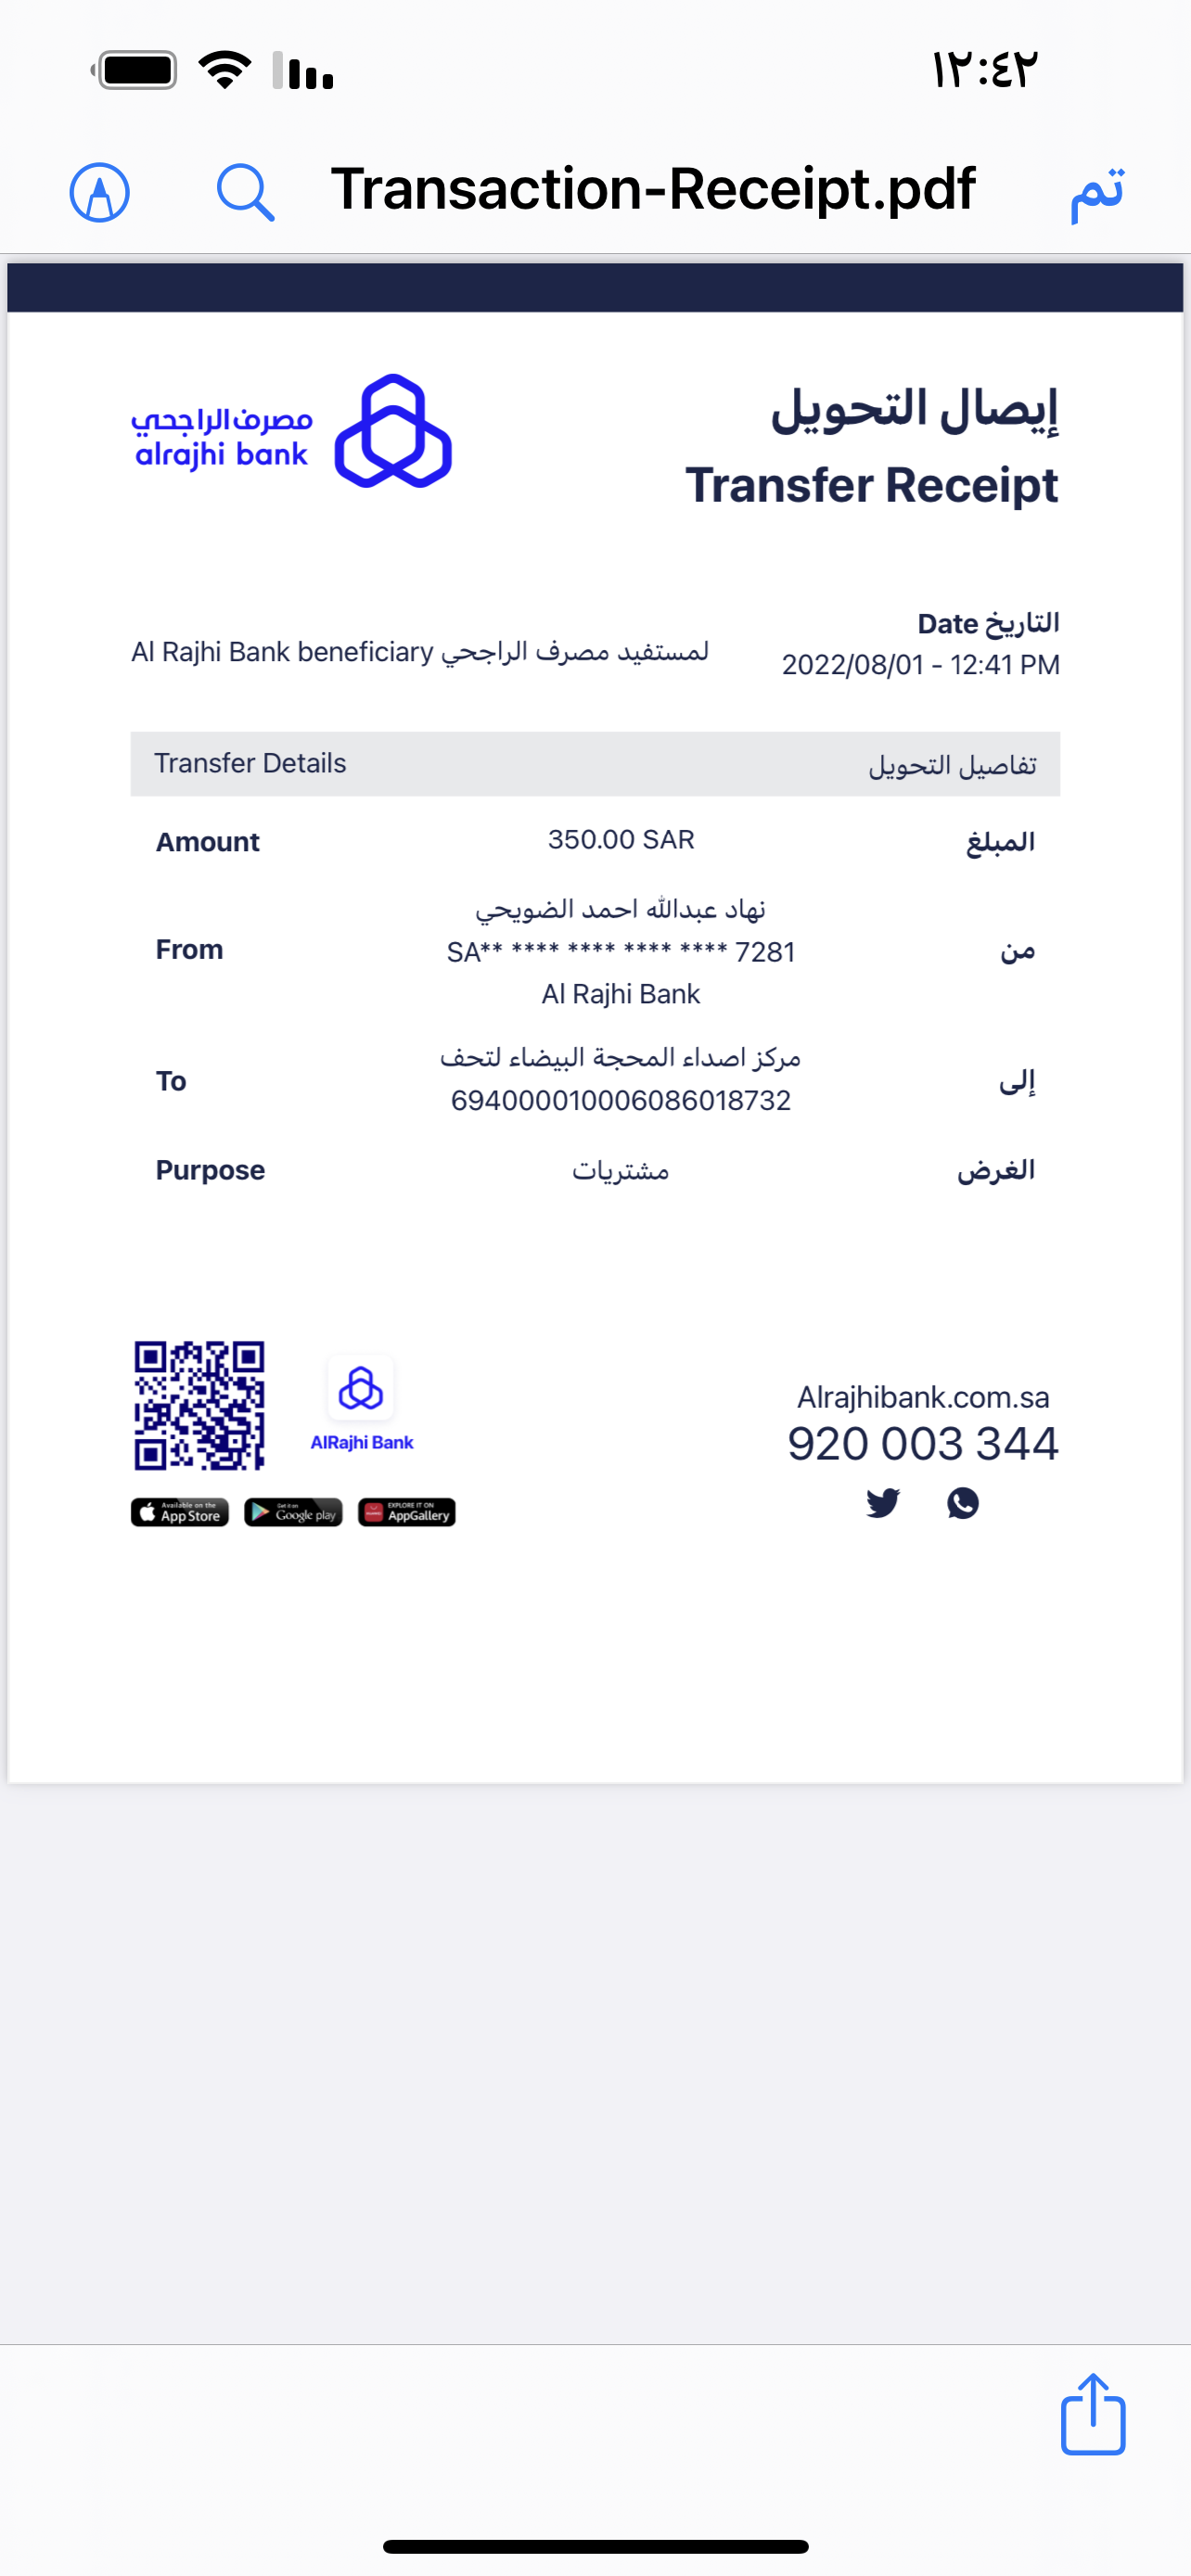 ١٢:٤٢
Transaction-Receipt.pdf
تم
مصرف الراجحي
alrajhi bank
إيصال التحويل
Transfer Receipt
التاريخ Date
2022/08/01 - 12:41 PM
لمستفيد مصرف الراجحي Al Rajhi Bank beneficiary
Transfer Details تفاصيل التحويل
Amount 350.00 SAR المبلغ
نهاد عبدالله احمد الضويحي
From SA** **** **** **** **** 7281 من
Al Rajhi Bank
مركز اصداء المحجة البيضاء لتحف
To إلى
694000010006086018732
Purpose مشتريات الغرض
AlRajhi Bank
Available on the App Store
Get it on Google play
EXPLORE IT ON AppGallery
Alrajhibank.com.sa
920 003 344